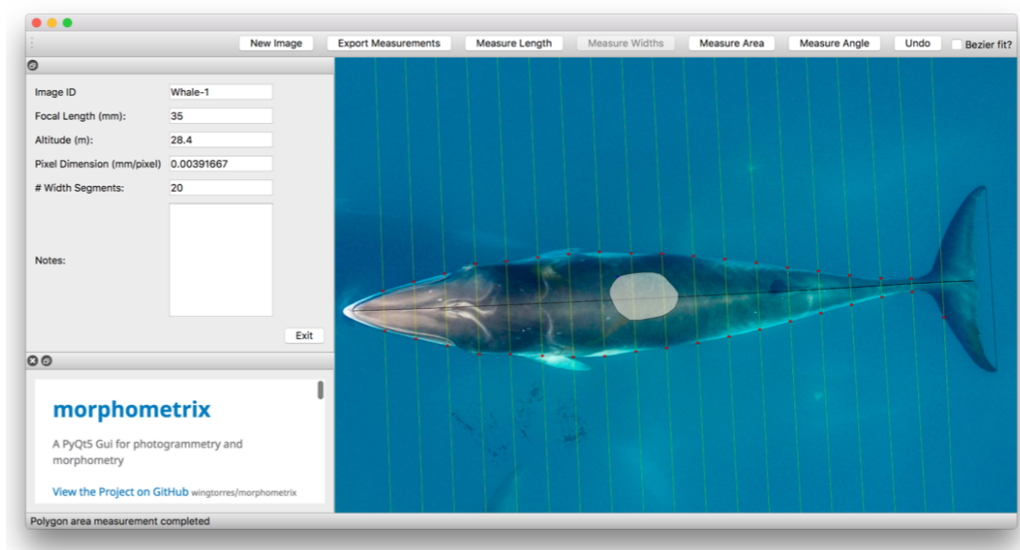 New Image Export Measurements Measure Length Measure Widths Measure Area Measure Angle Undo Bezier fit?
Image ID Whale-1
Focal Length (mm): 35
Altitude (m): 28.4
Pixel Dimension (mm/pixel) 0.00391667
# Width Segments: 20
Notes:
Exit
morphometrix
A PyQt5 Gui for photogrammetry and
morphometry
View the Project on GitHub wingtorres/morphometrix
Polygon area measurement completed